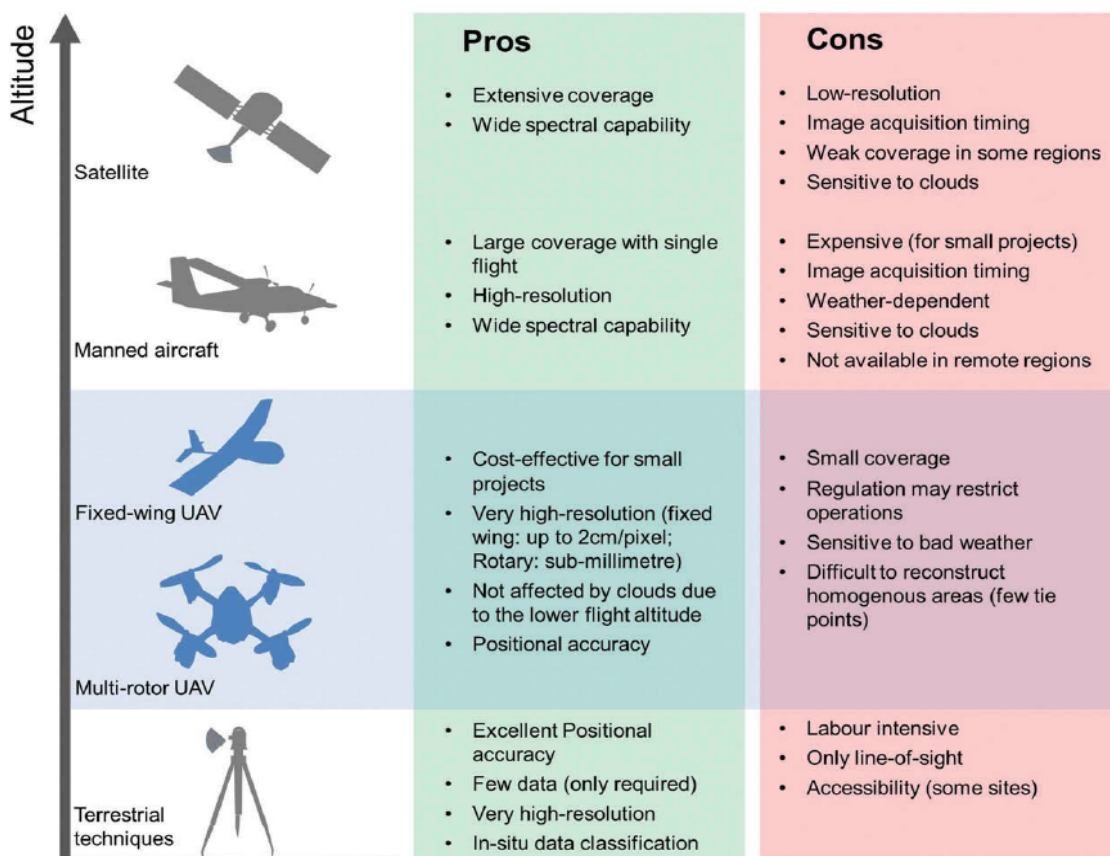 Altitude
Pros
Cons
Satellite
• Extensive coverage
• Wide spectral capability
• Low-resolution
• Image acquisition timing
• Weak coverage in some regions
• Sensitive to clouds
Manned aircraft
• Large coverage with single
flight
• High-resolution
• Wide spectral capability
• Expensive (for small projects)
• Image acquisition timing
• Weather-dependent
• Sensitive to clouds
• Not available in remote regions
Fixed-wing UAV
Multi-rotor UAV
• Cost-effective for small
projects
• Very high-resolution (fixed
wing: up to 2cm/pixel;
Rotary: sub-millimetre)
• Not affected by clouds due
to the lower flight altitude
• Positional accuracy
• Small coverage
• Regulation may restrict
operations
• Sensitive to bad weather
• Difficult to reconstruct
homogenous areas (few tie
points)
Terrestrial
techniques
• Excellent Positional
accuracy
• Few data (only required)
• Very high-resolution
• In-situ data classification
• Labour intensive
• Only line-of-sight
• Accessibility (some sites)